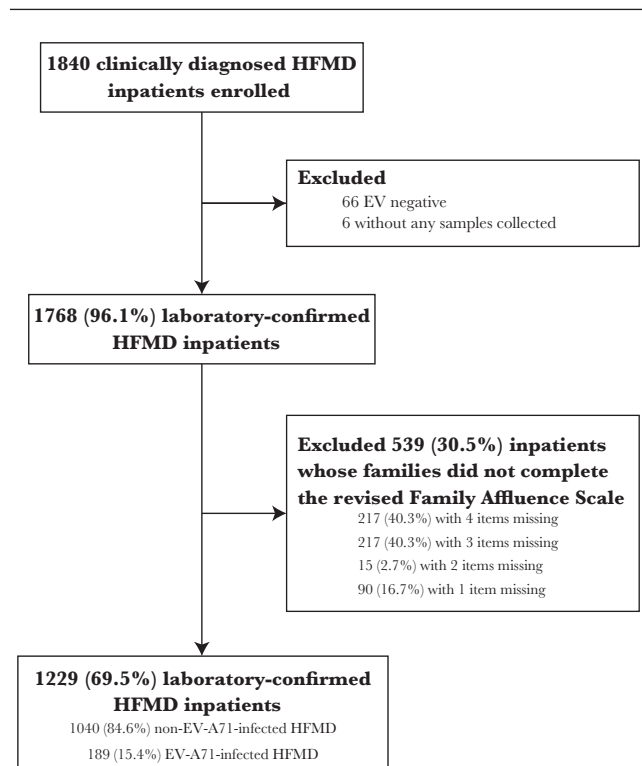 1840 clinically diagnosed HFMD
inpatients enrolled
Excluded
66 EV negative
6 without any samples collected
1768 (96.1%) laboratory-confirmed
HFMD inpatients
Excluded 539 (30.5%) inpatients
whose families did not complete
the revised Family Affluence Scale
217 (40.3%) with 4 items missing
217 (40.3%) with 3 items missing
15 (2.7%) with 2 items missing
90 (16.7%) with 1 item missing
1229 (69.5%) laboratory-confirmed
HFMD inpatients
1040 (84.6%) non-EV-A71-infected HFMD
189 (15.4%) EV-A71-infected HFMD